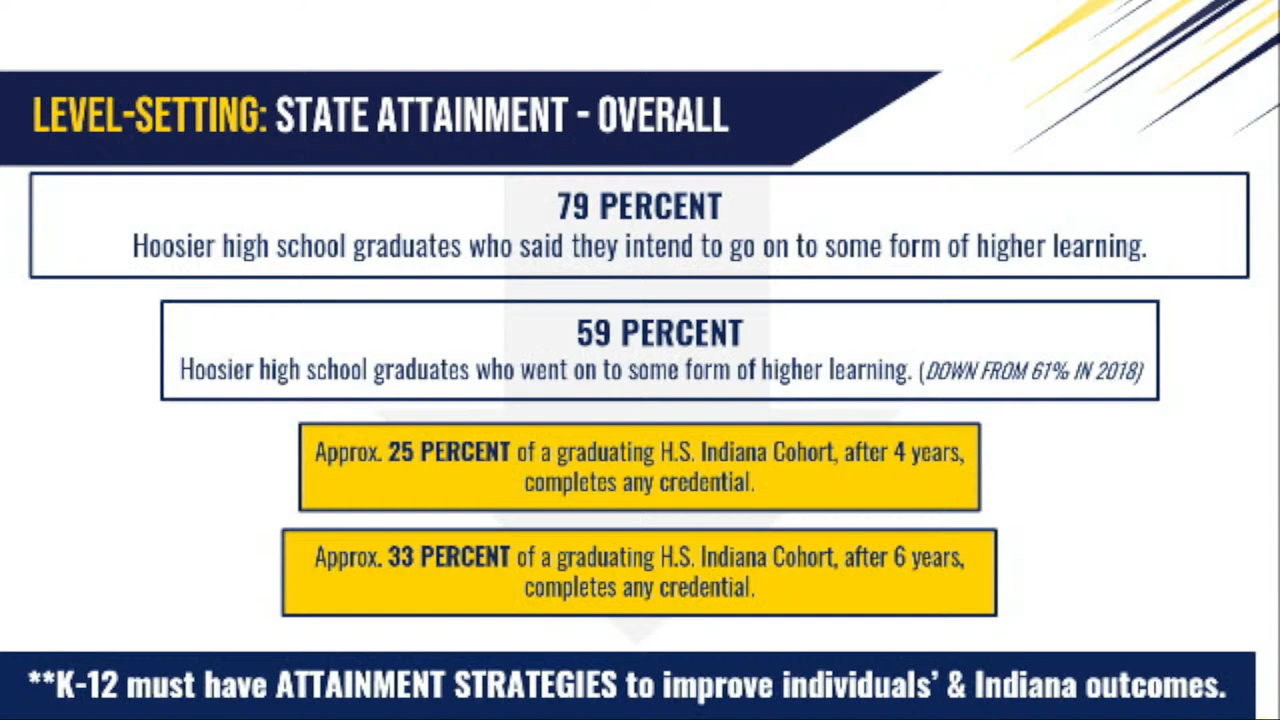 LEVEL-SETTING: STATE ATTAINMENT - OVERALL
79 PERCENT
Hoosier high school graduates who said they intend to go on to some form of higher learning.
59 PERCENT
Hoosier high school graduates who went on to some form of higher learning. (DOWN FROM 61% IN 2018)
Approx. 25 PERCENT of a graduating H.S. Indiana Cohort, after 4 years,
completes any credential.
Approx. 33 PERCENT of a graduating H.S. Indiana Cohort, after 6 years,
completes any credential.
**K-12 must have ATTAINMENT STRATEGIES to improve individuals’ & Indiana outcomes.